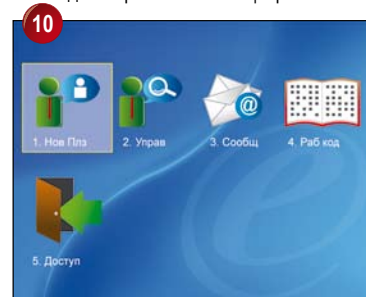 10
1. Нов Плз
2. Управ
3. Сообщ
4. Раб код
5. Доступ